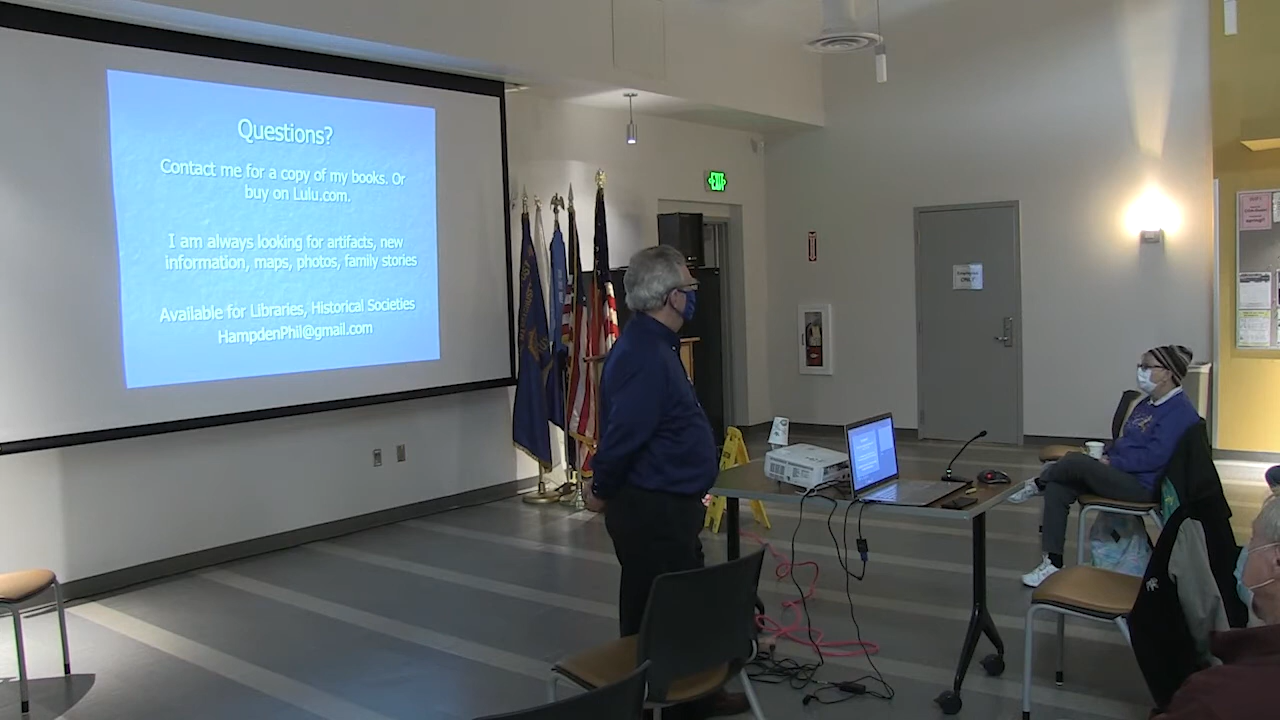 Questions?
Contact me for a copy of my books. Or
buy on Lulu.com.
I am always looking for artifacts, new
information, maps, photos, family stories
Available for Libraries, Historical Societies
HampdenPhil@gmail.com
EXIT